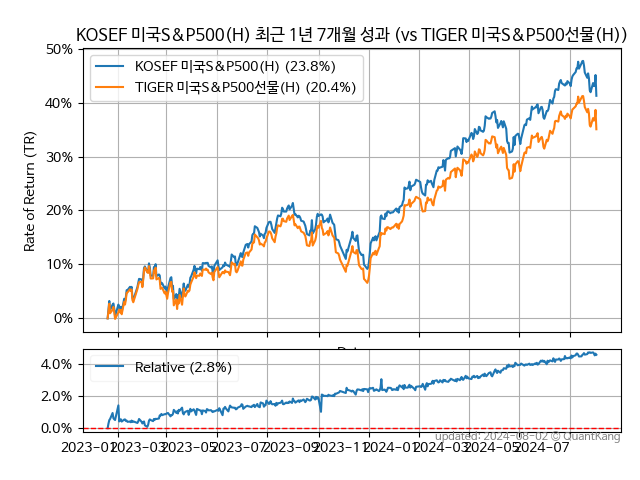 KOSEF 미국S&P500(H) 최근 1년 7개월 성과 (vs TIGER 미국S&P500선물(H))
50%
KOSEF 미국S&P500(H) (23.8%)
TIGER 미국S&P500선물(H) (20.4%)
40%
30%
20%
10%
0%
Rate of Return (TR)
4.0%
Relative (2.8%)
2.0%
0.0%
2023-01 2023-03 2023-05 2023-07 2023-09 2023-11 2024-01 2024-03 2024-05 2024-07
updated: 2024-08-02 © QuantKang